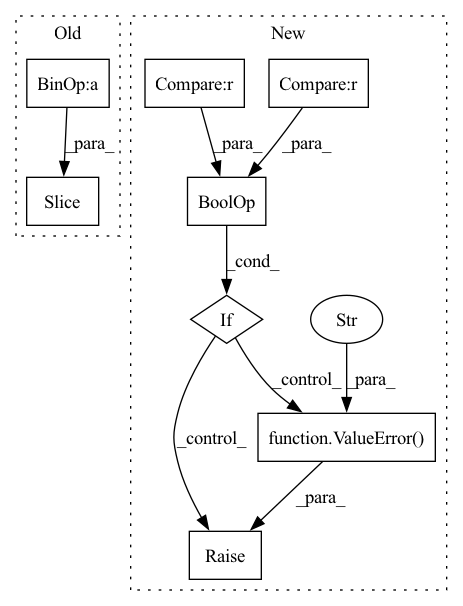 Old
New
BinOp:a
Compare:r
Compare:r
_para_
_para_
_para_
Slice
BoolOp
_cond_
If
Str
_control_
_para_
_control_
function.ValueError()
_para_
Raise